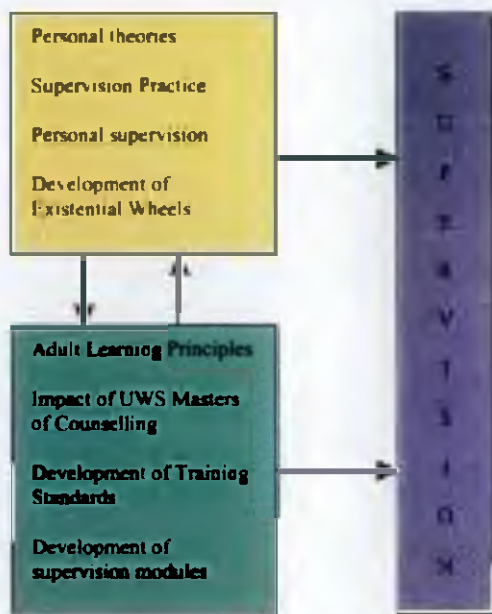 Personal theories
Supervision Practice
Personal supervision
Development of
Existential Wheels
Adult Learning Principles
Impact of UWS Masters
of Counselling
Development of Training
Standards
Development of
supervision modules
S
U
P
E
R
V
I
S
I
O
N